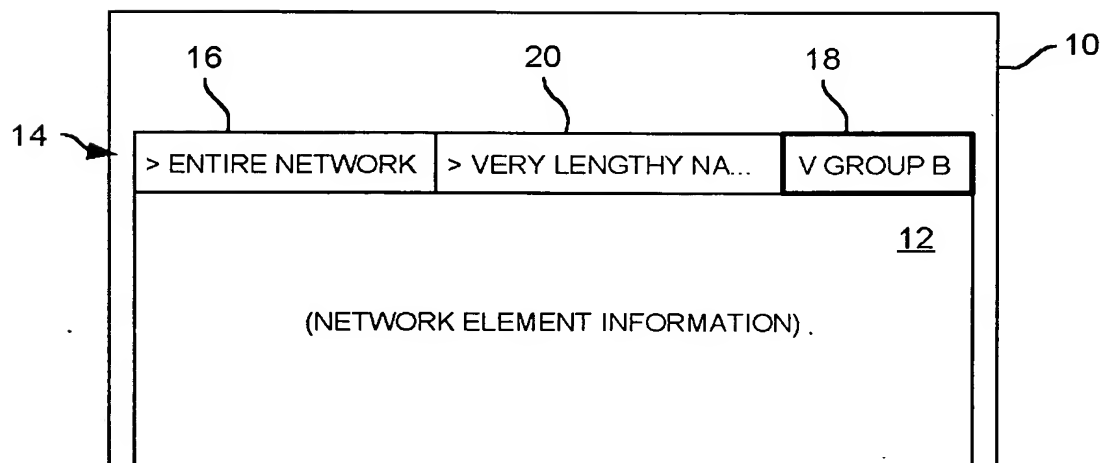 16 20 18 10
14
> ENTIRE NETWORK > VERY LENGTHY NA... V GROUP B
12
(NETWORK ELEMENT INFORMATION)